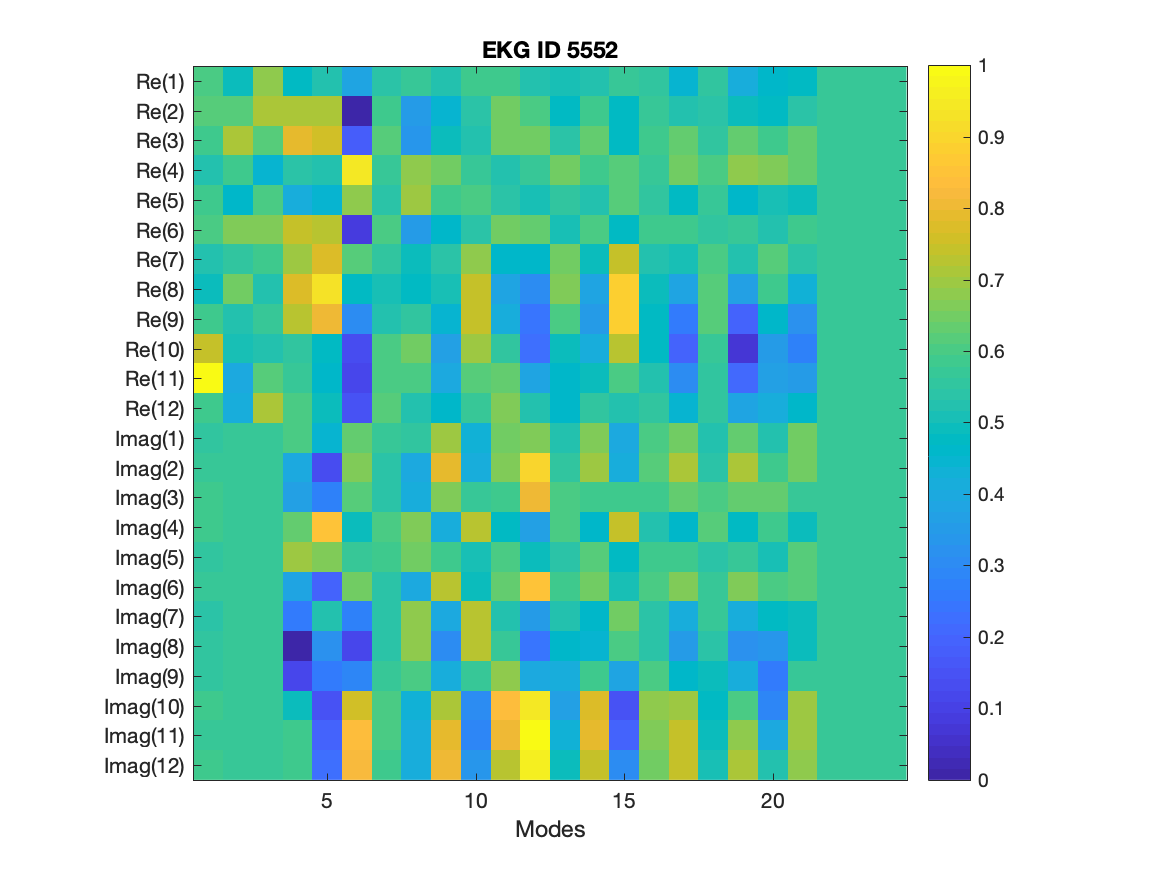 EKG ID 5552
Re(1)
Re(2)
Re(3)
Re(4)
Re(5)
Re(6)
Re(7)
Re(8)
Re(9)
Re(10)
Re(11)
Re(12)
Imag(1)
Imag(2)
Imag(3)
Imag(4)
Imag(5)
Imag(6)
Imag(7)
Imag(8)
Imag(9)
Imag(10)
Imag(11)
Imag(12)
5 10 15 20
Modes
1
0.9
0.8
0.7
0.6
0.5
0.4
0.3
0.2
0.1
0